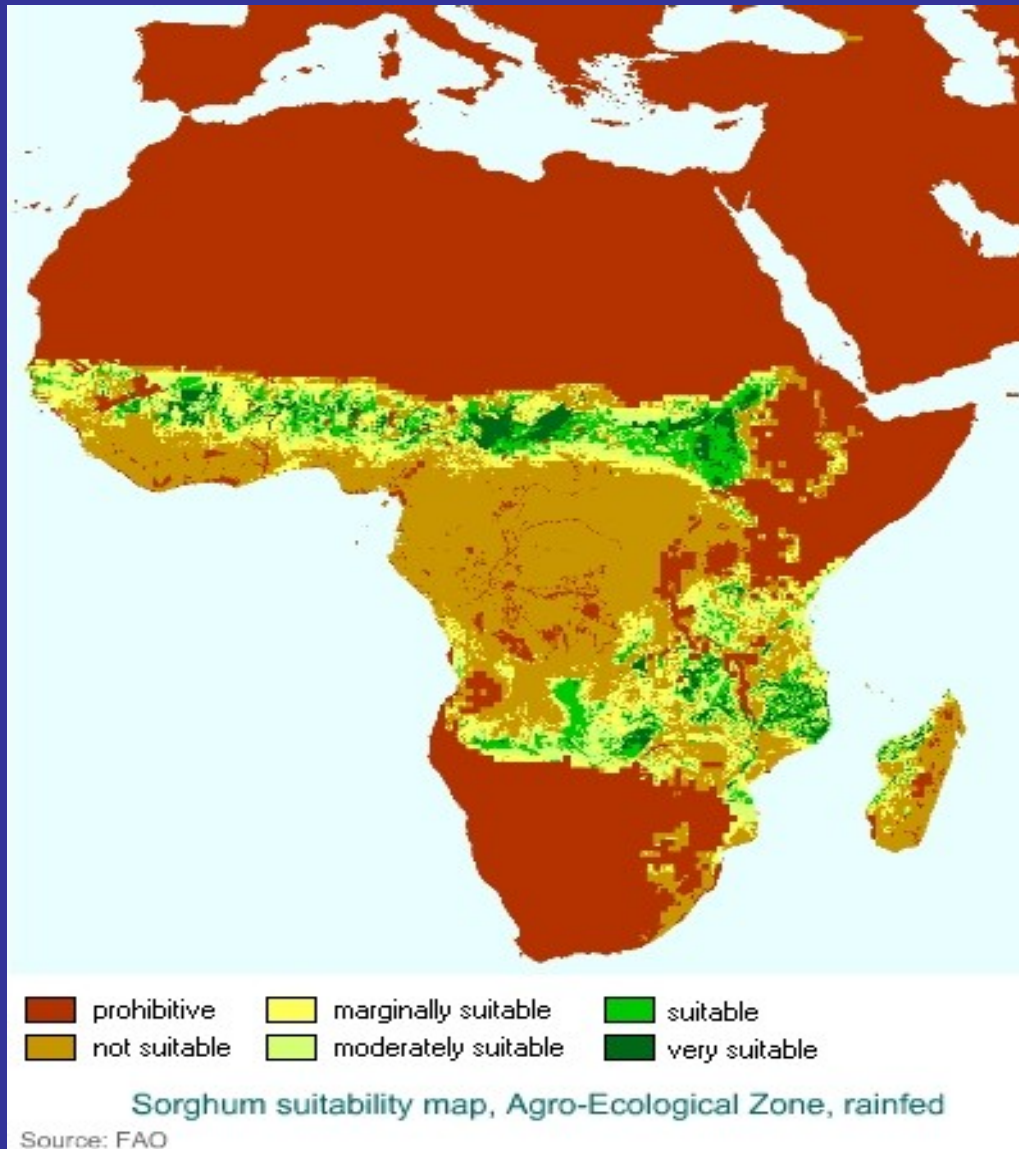 prohibitive marginally suitable suitable
not suitable moderately suitable very suitable
Sorghum suitability map, Agro-Ecological Zone, rainfed
Source: FAO